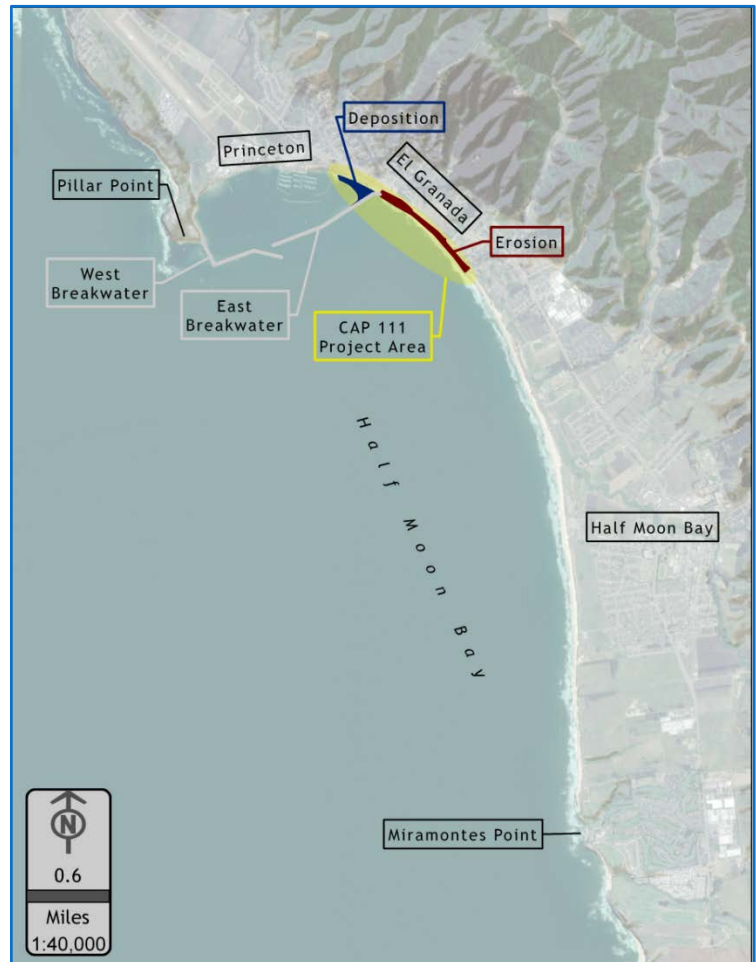 Deposition
Princeton
El Granada
Pillar Point
Erosion
West
Breakwater
East
Breakwater
CAP 111
Project Area
Half Moon Bay
Half Moon Bay
Miramontes Point
N
0.6
Miles
1:40,000